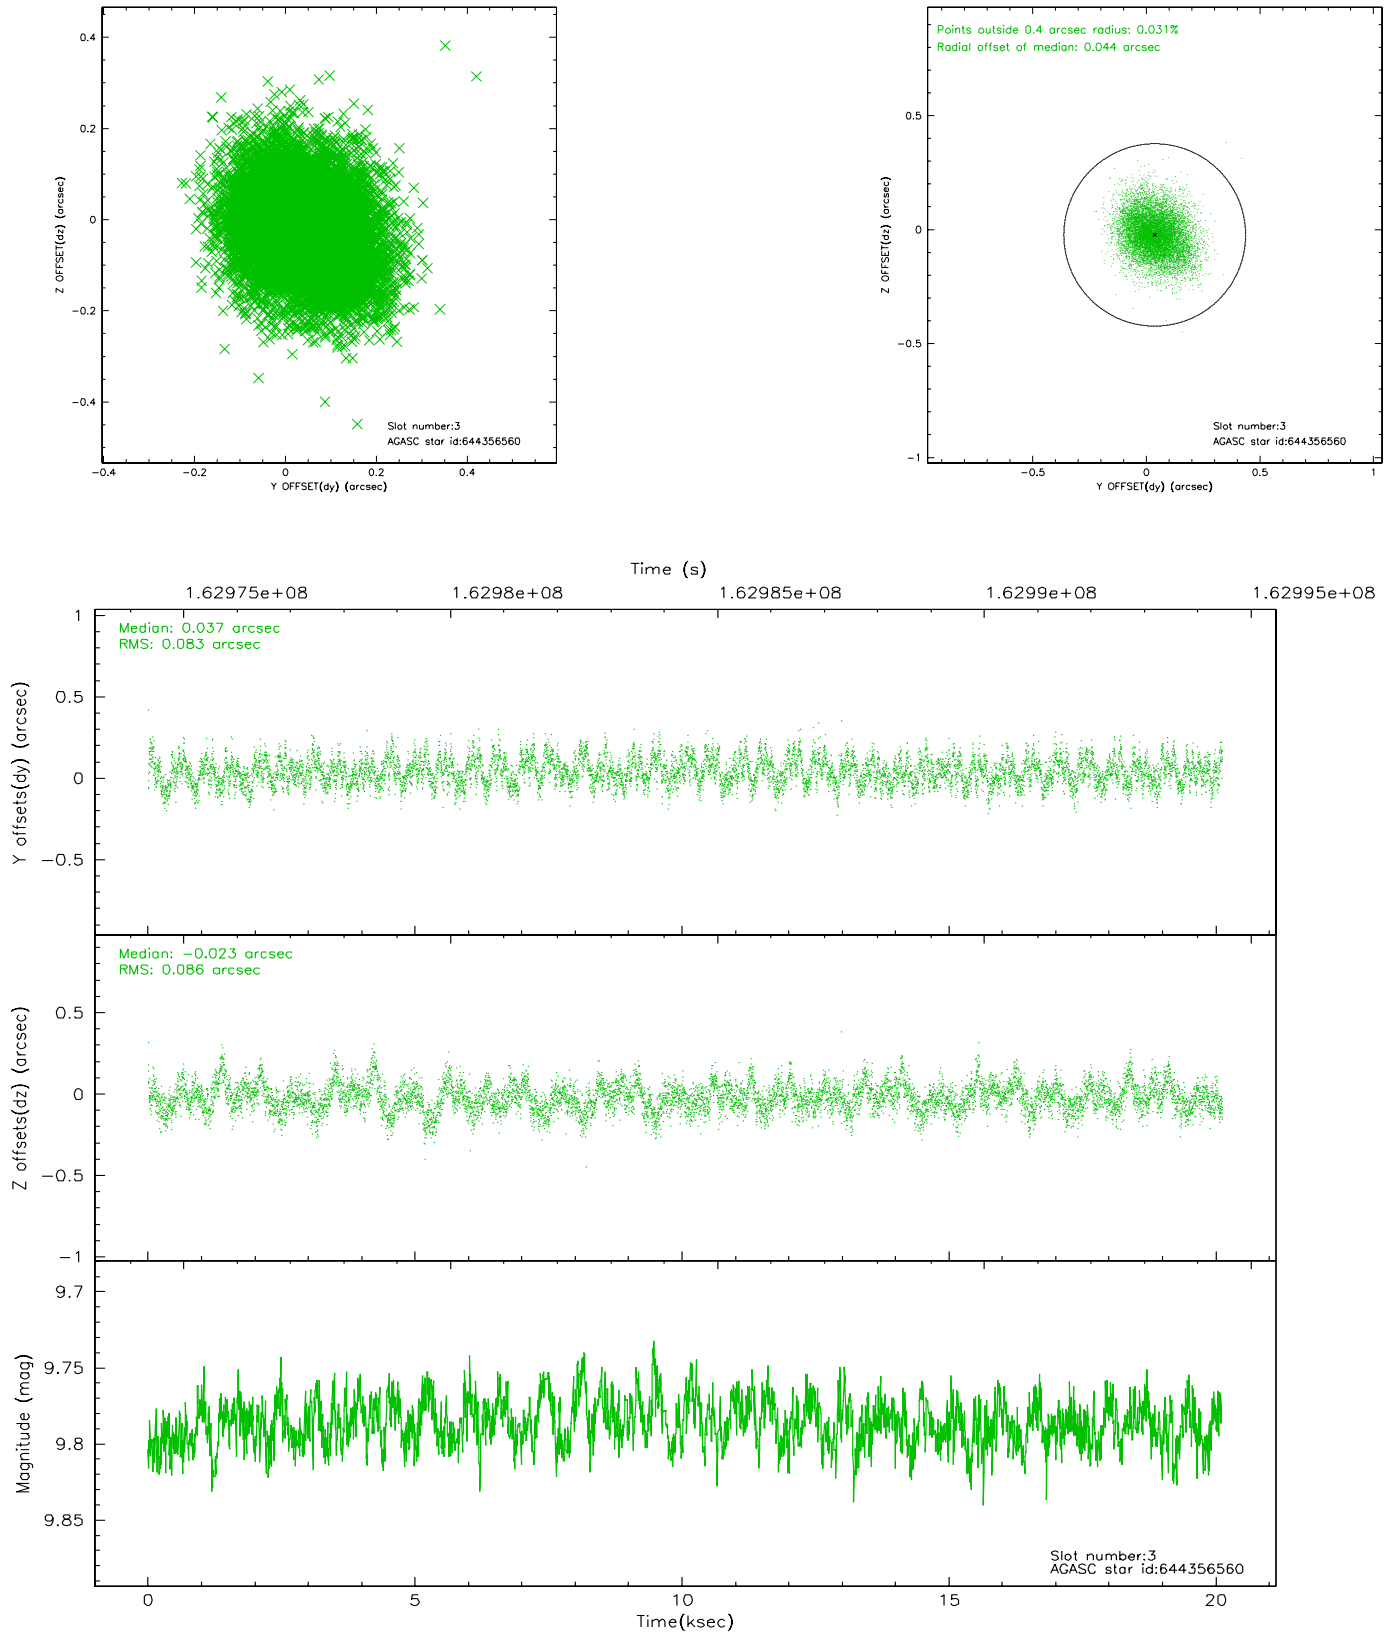 0.4
0.2
0
−0.2
−0.4
Z OFFSET(dz) (arcsec)
Slot number:3
AGASC star id:644356560
−0.4
−0.2
0
0.2
0.4
Y OFFSET(dy) (arcsec)
Points outside 0.4 arcsec radius: 0.031%
Radial offset of median: 0.044 arcsec
0.5
0
−0.5
−1
Z OFFSET(dz) (arcsec)
Slot number:3
AGASC star id:644356560
−0.5
0
0.5
1
Y OFFSET(dy) (arcsec)
Time (s)
1.62975e+08
1.6298e+08
1.62985e+08
1.6299e+08
1.62995e+08
Median: 0.037 arcsec
RMS: 0.083 arcsec
1
0.5
0
−0.5
Y offsets(dy) (arcsec)
Median: −0.023 arcsec
RMS: 0.086 arcsec
0.5
0
−0.5
−1
Z offsets(dz) (arcsec)
9.7
9.75
9.8
9.85
Magnitude (mag)
Slot number:3
AGASC star id:644356560
0
5
10
15
20
Time(ksec)